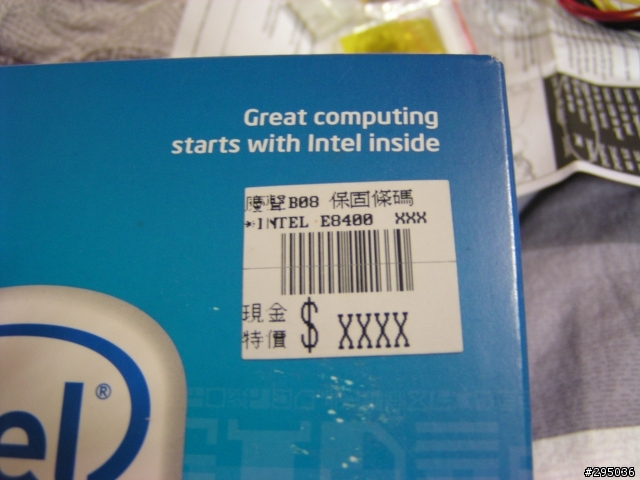 Great computing
starts with Intel inside
B08 保固條碼
INTEL E8400 XXX
現金
特價 $ XXXX
el®
#295036